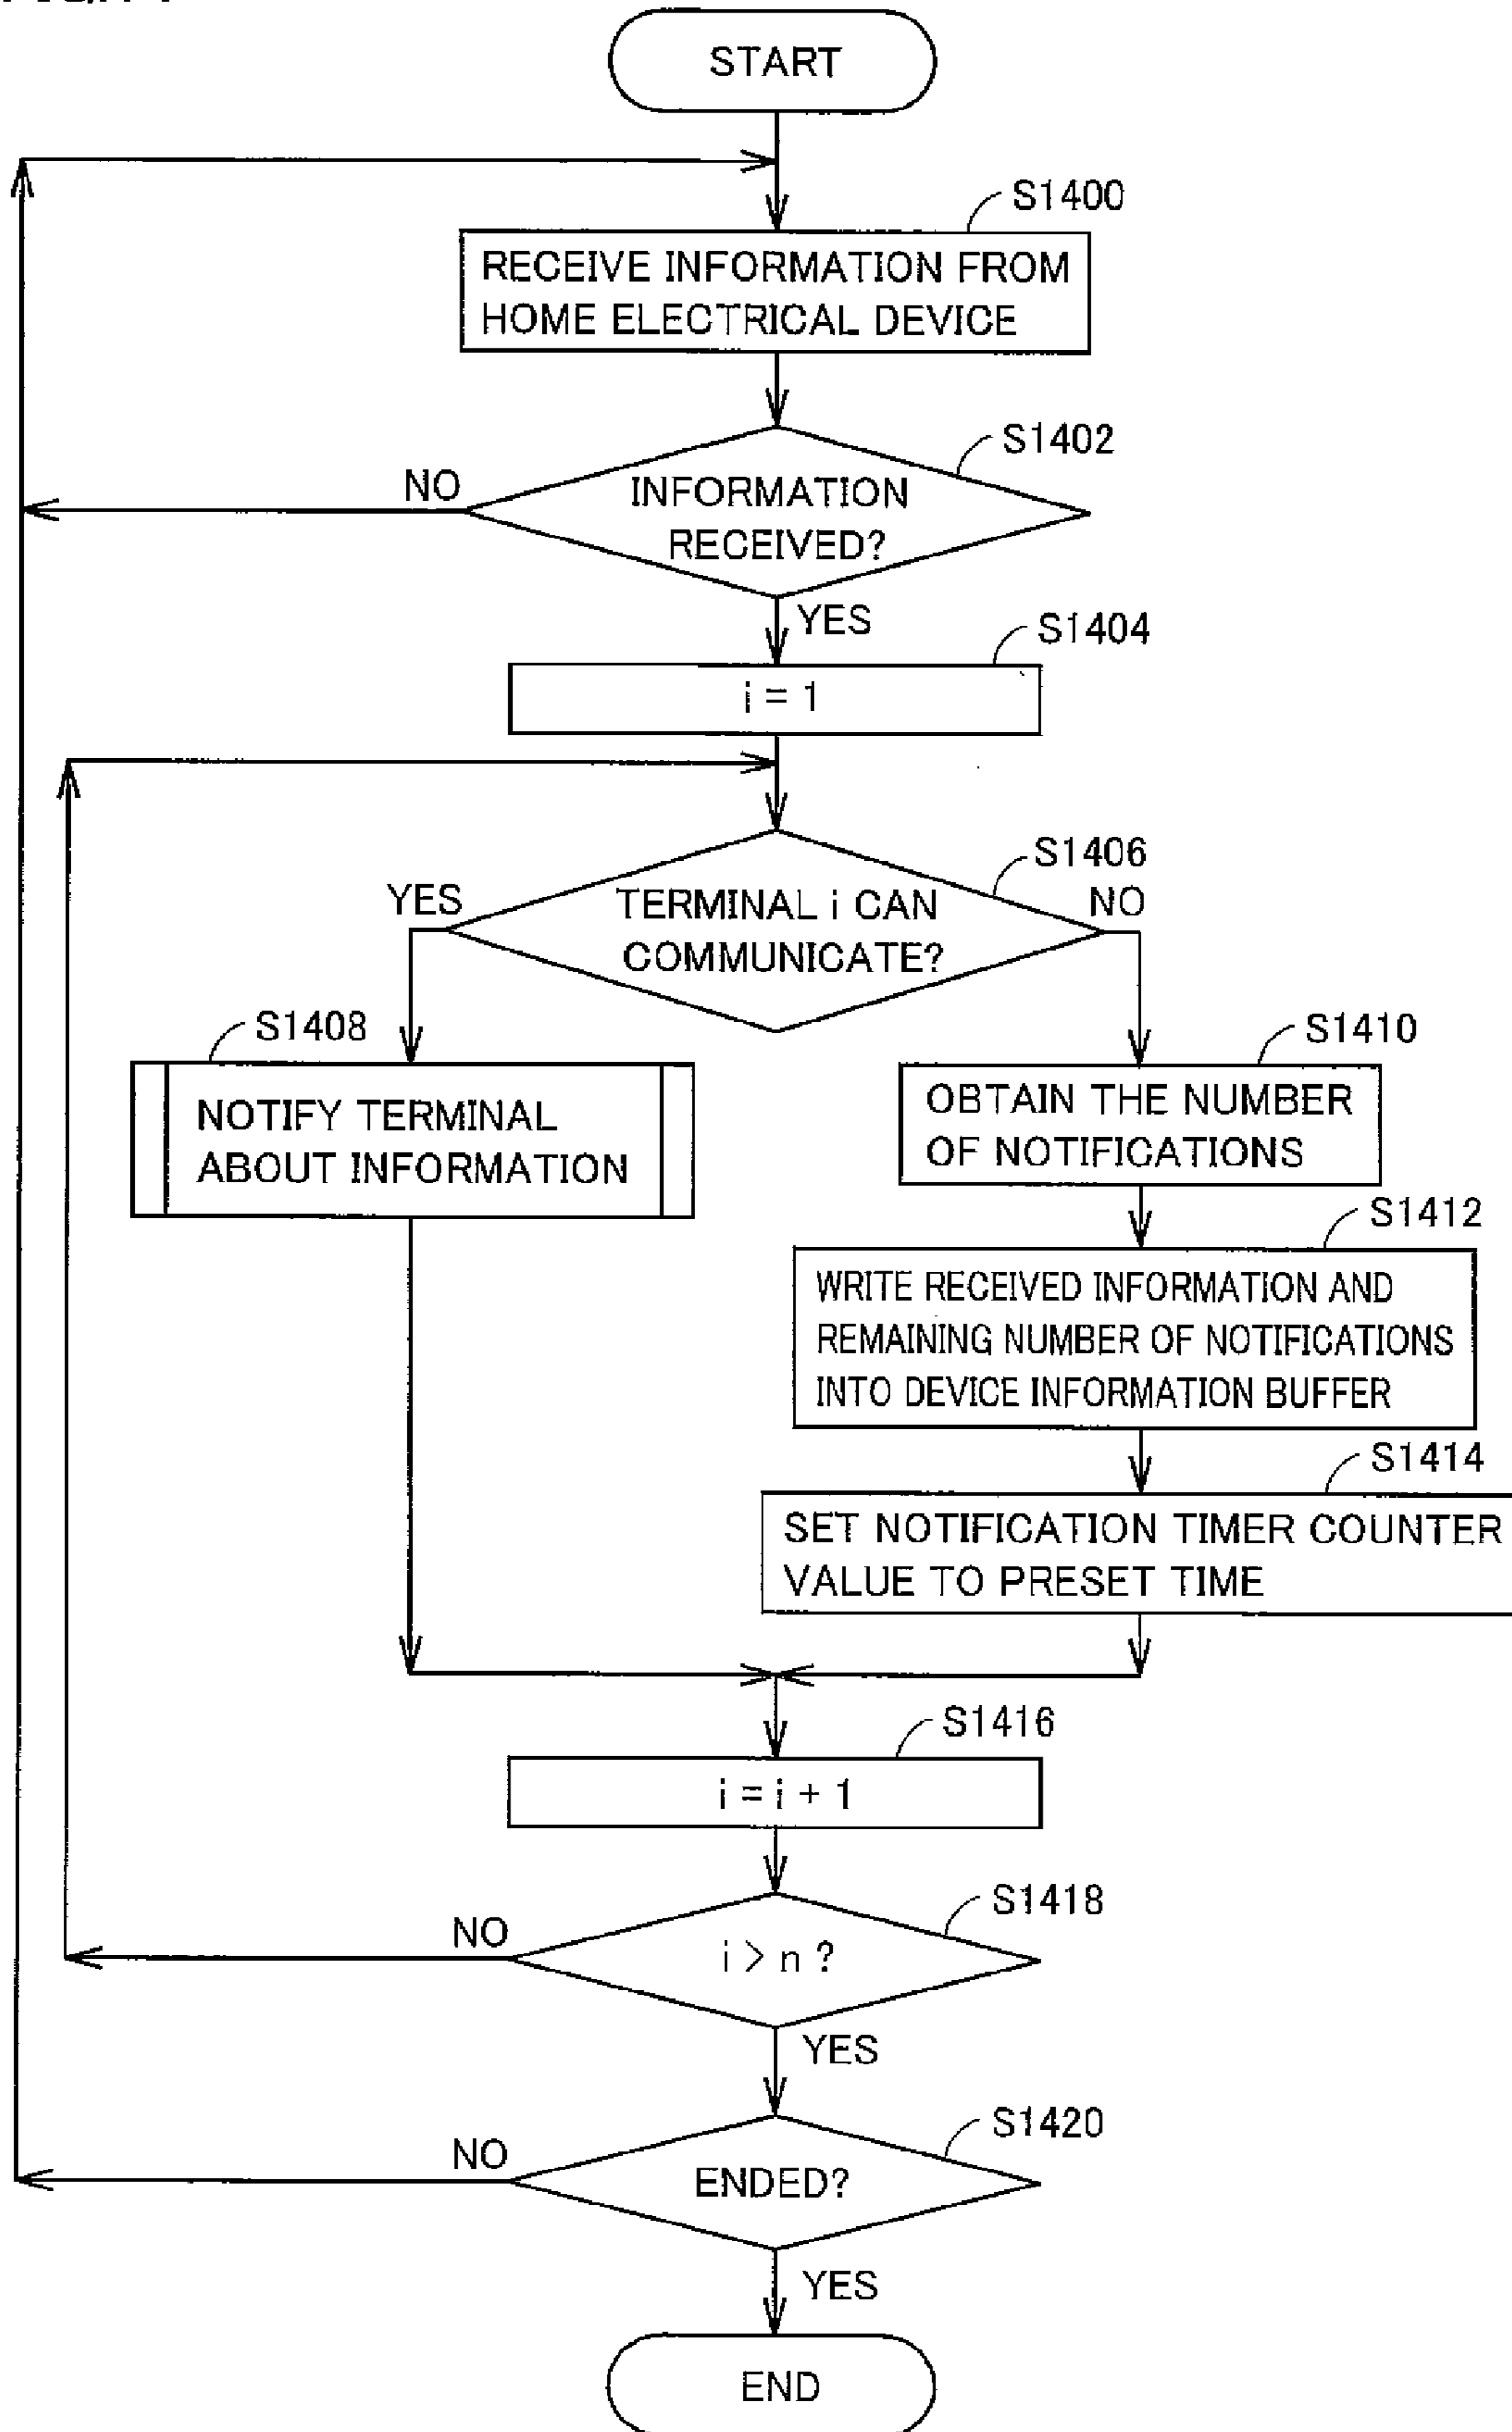 START
S1400
RECEIVE INFORMATION FROM
HOME ELECTRICAL DEVICE
S1402
NO
INFORMATION
RECEIVED?
YES
S1404
i = 1
S1406
YES
TERMINAL i CAN
COMMUNICATE?
NO
S1408
NOTIFY TERMINAL
ABOUT INFORMATION
S1410
OBTAIN THE NUMBER
OF NOTIFICATIONS
S1412
WRITE RECEIVED INFORMATION AND
REMAINING NUMBER OF NOTIFICATIONS
INTO DEVICE INFORMATION BUFFER
S1414
SET NOTIFICATION TIMER COUNTER
VALUE TO PRESET TIME
S1416
i = i + 1
S1418
NO
i > n ?
YES
S1420
NO
ENDED?
YES
END